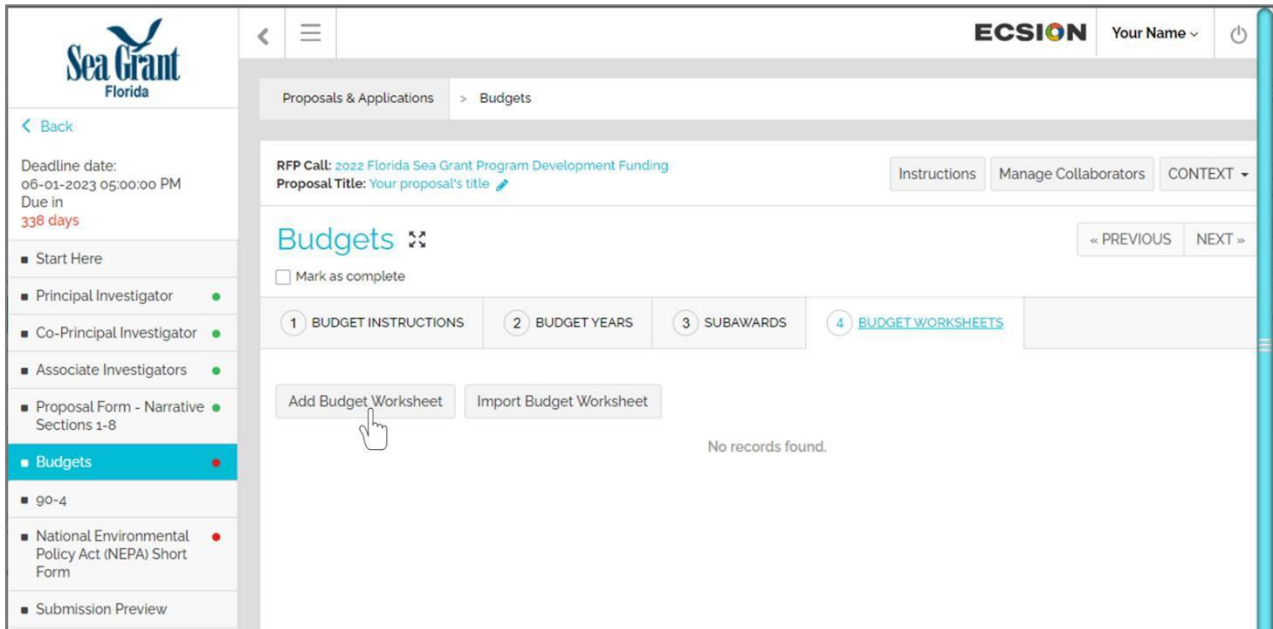 Sea Grant
Florida
Back
Deadline date:
06-01-2023 05:00:00 PM
Due in
338 days
Start Here
Principal Investigator
Co-Principal Investigator
Associate Investigators
Proposal Form - Narrative
Sections 1-8
Budgets
90-4
National Environmental
Policy Act (NEPA) Short
Form
Submission Preview
ECSION
Your Name
Proposals & Applications > Budgets
RFP Call: 2022 Florida Sea Grant Program Development Funding
Proposal Title: Your proposal's title
Instructions Manage Collaborators CONTEXT
Budgets
« PREVIOUS NEXT »
Mark as complete
1 BUDGET INSTRUCTIONS 2 BUDGET YEARS 3 SUBAWARDS 4 BUDGET WORKSHEETS
Add Budget Worksheet Import Budget Worksheet
No records found.